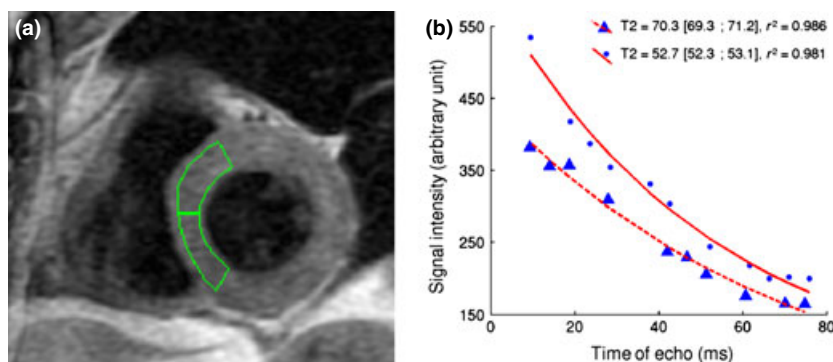 (a)
(b)
T2 = 70.3 [69.3 ; 71.2], r² = 0.986
T2 = 52.7 [52.3 ; 53.1], r² = 0.981
Signal intensity (arbitrary unit)
550
450
350
250
150
0 20 40 60 80
Time of echo (ms)